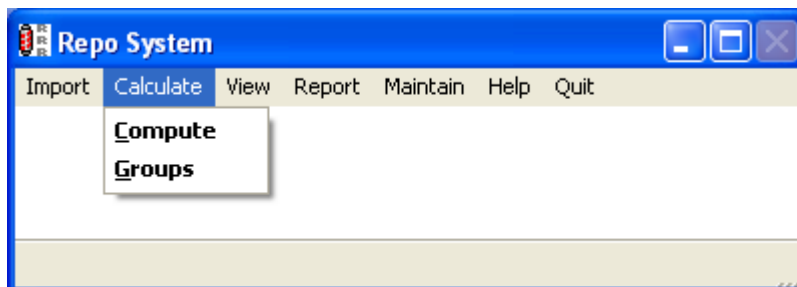 Repo System
Import Calculate View Report Maintain Help Quit
Compute
Groups